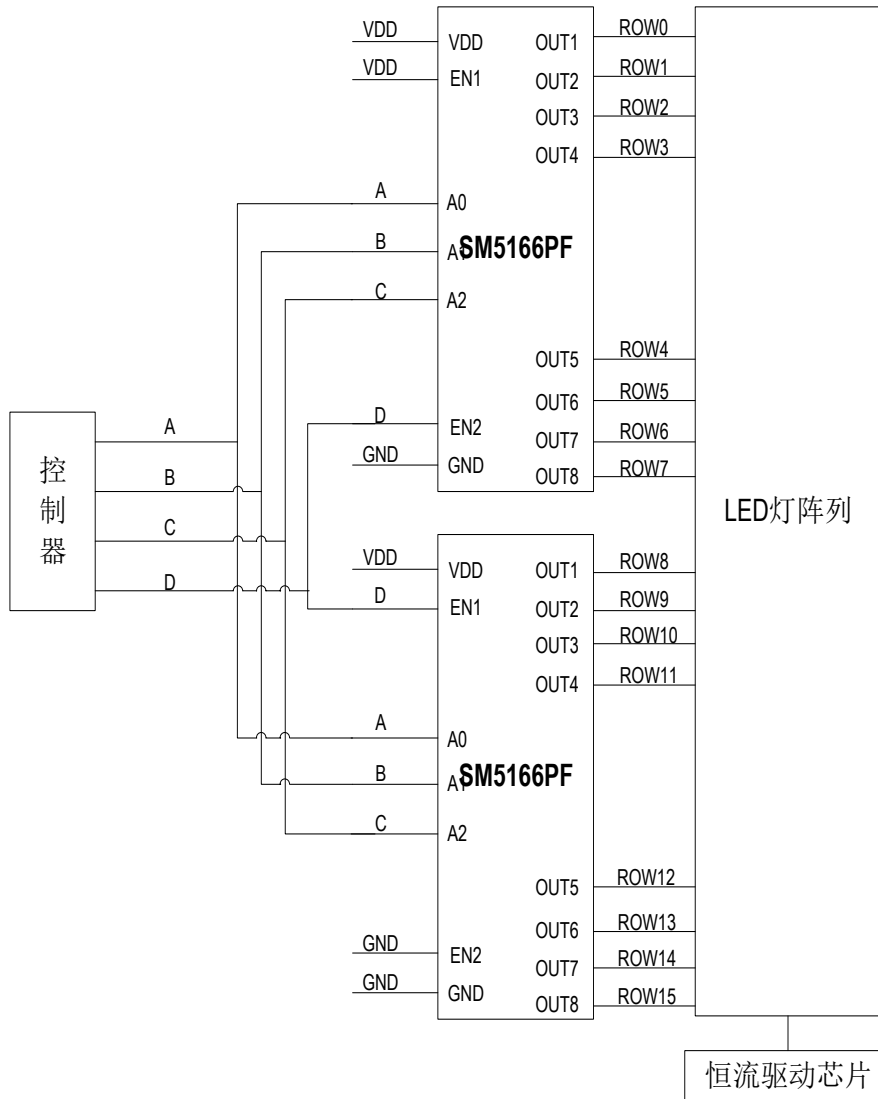 VDD
VDD
VDD
EN1
A
B
C
A0
A1
A2
SM5166PF
OUT1
OUT2
OUT3
OUT4
ROW0
ROW1
ROW2
ROW3
OUT5
OUT6
OUT7
OUT8
ROW4
ROW5
ROW6
ROW7
D
GND
EN2
GND
控制器
A
B
C
D
LED灯阵列
VDD
D
VDD
EN1
OUT1
OUT2
OUT3
OUT4
ROW8
ROW9
ROW10
ROW11
A
B
C
A0
A1
A2
SM5166PF
OUT5
OUT6
OUT7
OUT8
ROW12
ROW13
ROW14
ROW15
GND
GND
EN2
GND
恒流驱动芯片